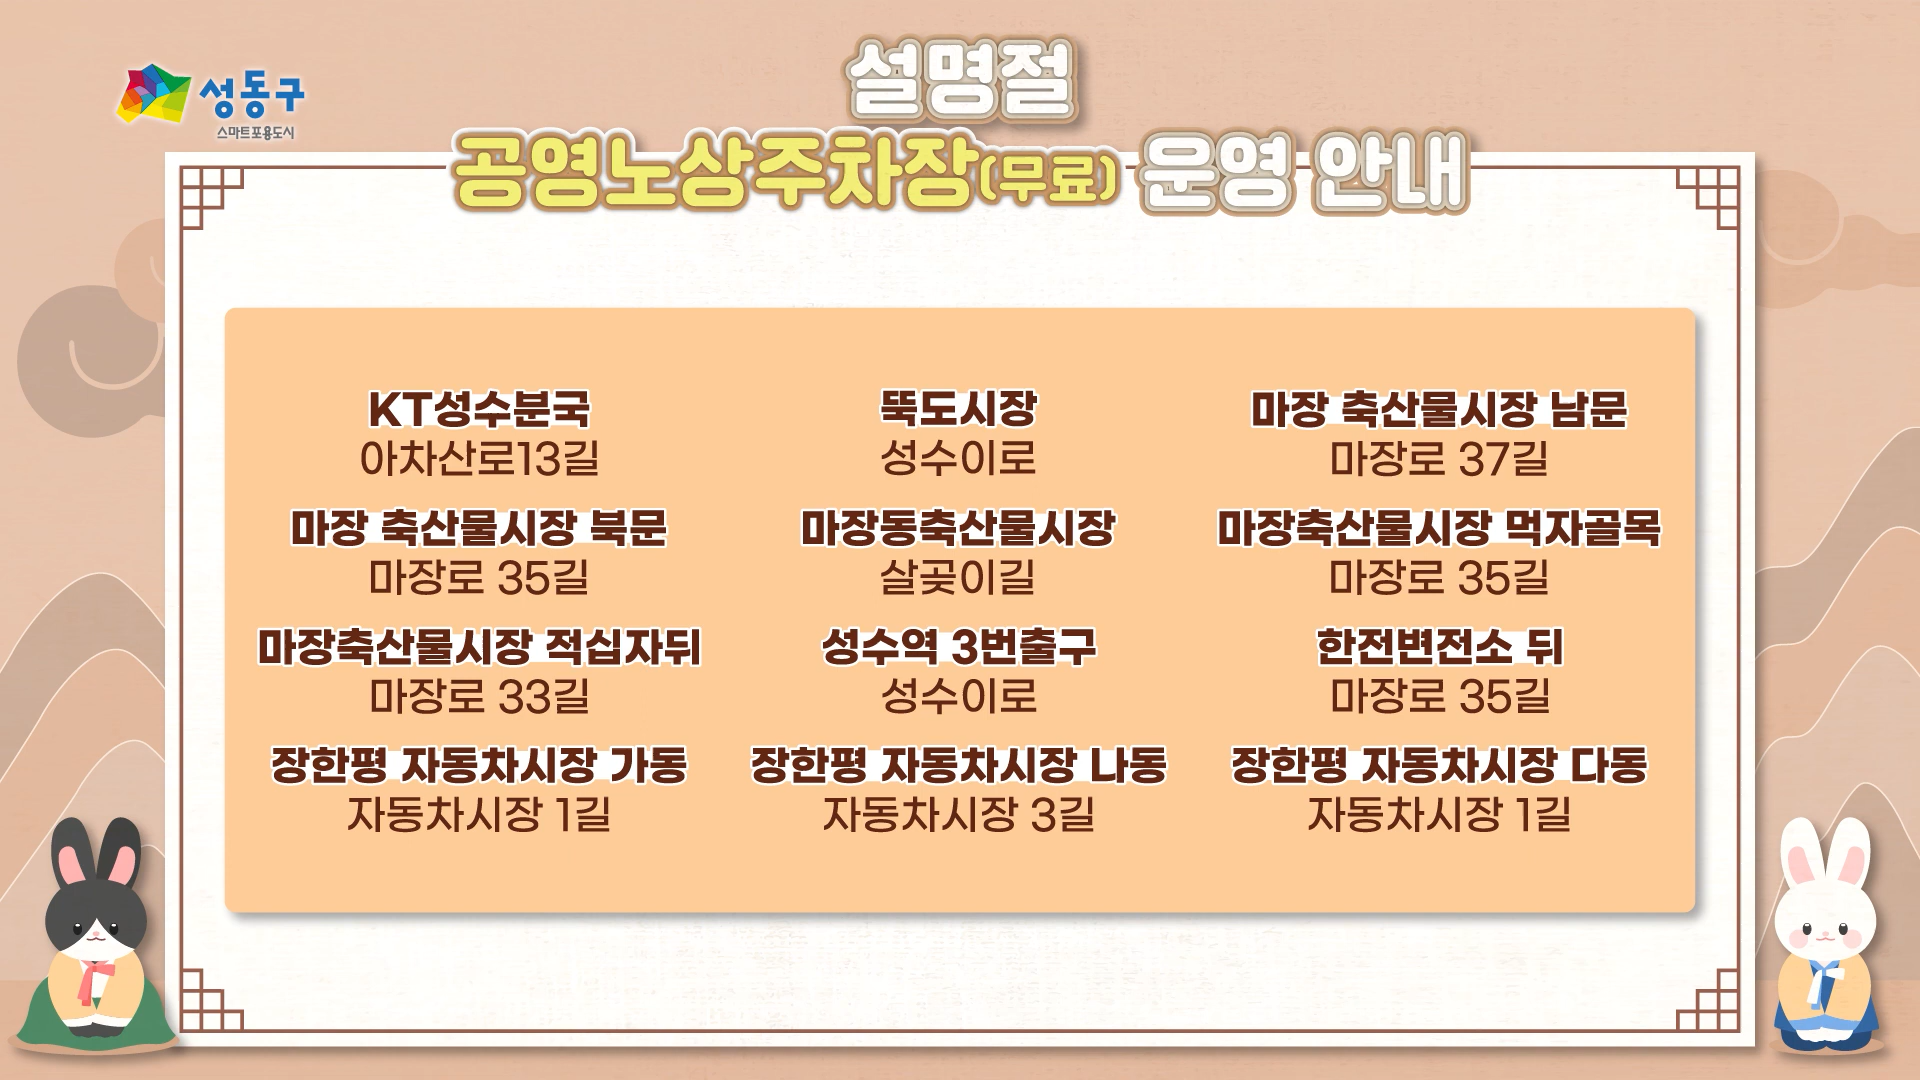 성동구
스마트포용도시
설명절
공영노상주차장(무료) 운영 안내
KT성수분국
아차산로13길
뚝도시장
성수이로
마장 축산물시장 남문
마장로 37길
마장 축산물시장 북문
마장로 35길
마장동축산물시장
살곶이길
마장축산물시장 먹자골목
마장로 35길
마장축산물시장 적십자뒤
마장로 33길
성수역 3번출구
성수이로
한전변전소 뒤
마장로 35길
장한평 자동차시장 가동
자동차시장 1길
장한평 자동차시장 나동
자동차시장 3길
장한평 자동차시장 다동
자동차시장 1길